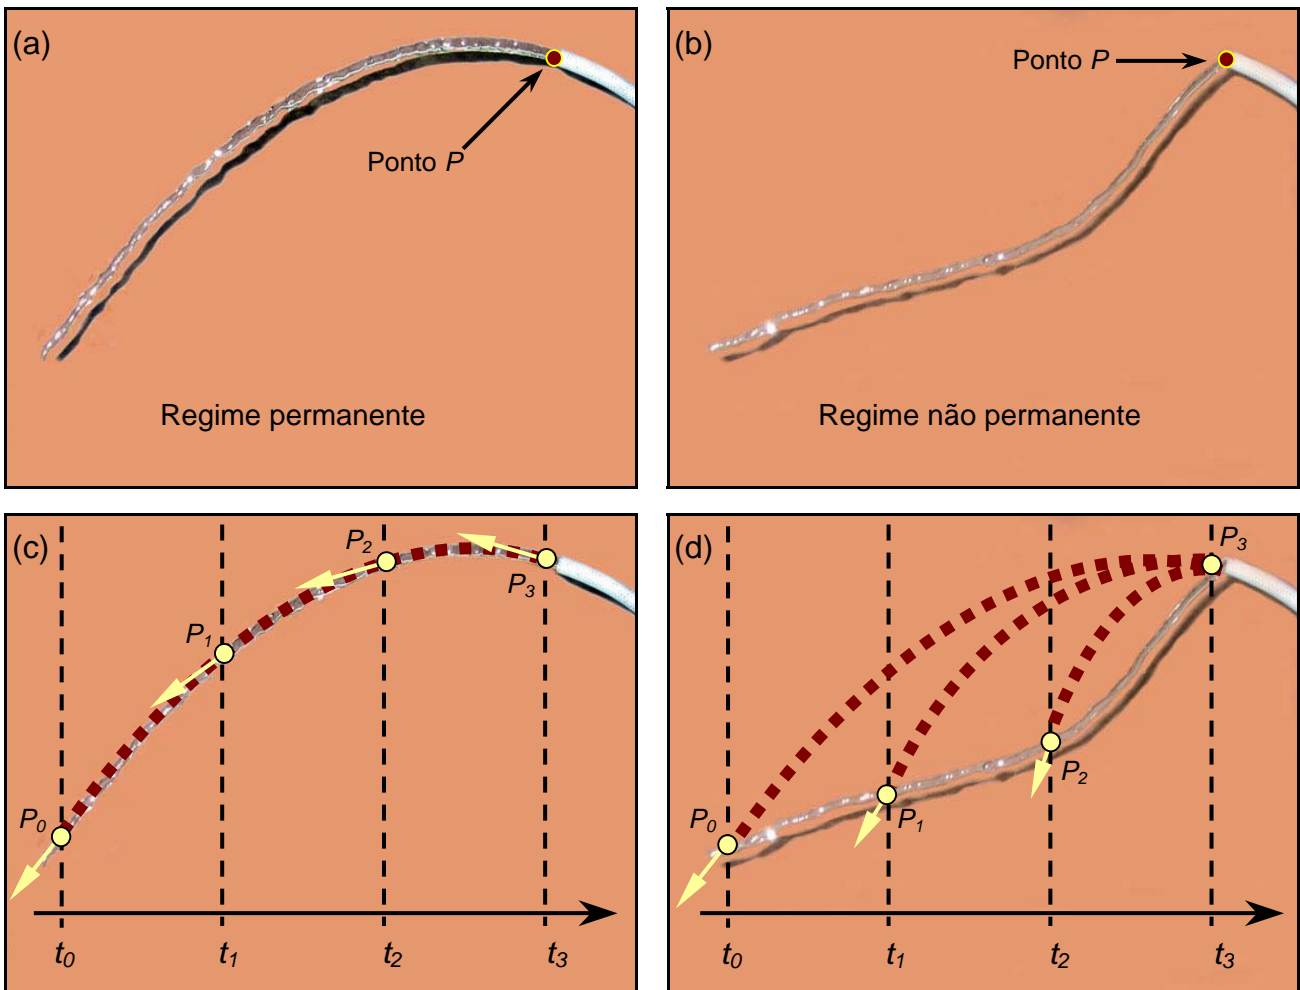 (a)
Ponto P
Regime permanente
(b)
Ponto P
Regime não permanente
(c)
P2
P3
P1
P0
t0 t1 t2 t3
(d)
P3
P2
P1
P0
t0 t1 t2 t3